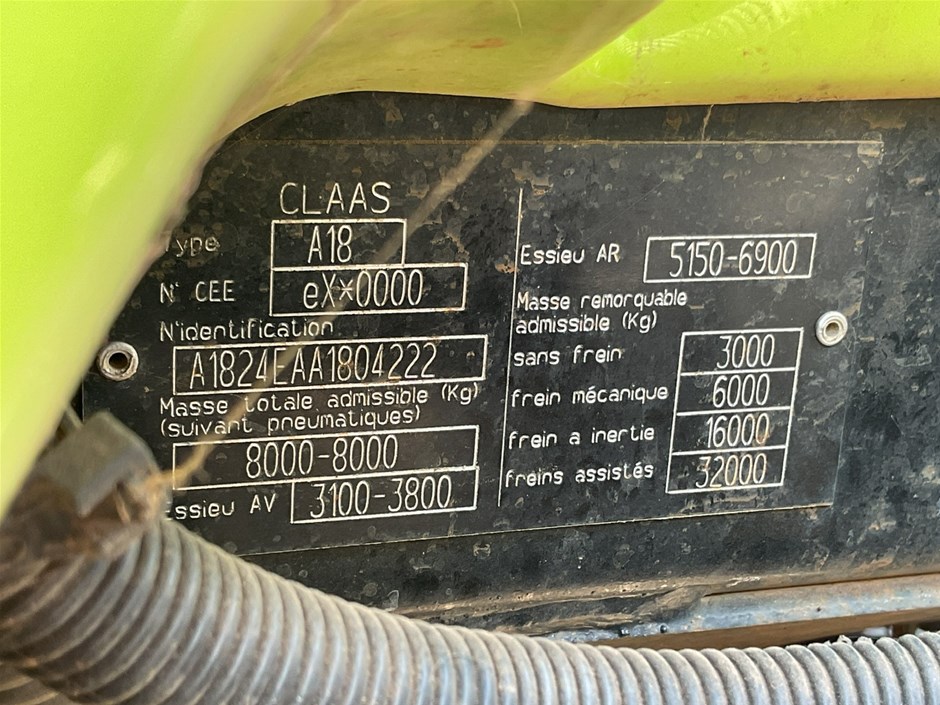 CLAAS
Type A18
N° CEE eX*0000
N°identification
A1824EAA1804222
Masse totale admissible (Kg)
(suivant pneumatiques)
8000-8000
Essieu AV 3100-3800
Essieu AR 5150-6900
Masse remorquable
admissible (Kg)
sans frein 3000
frein mécanique 6000
frein a inertie 16000
freins assistés 32000